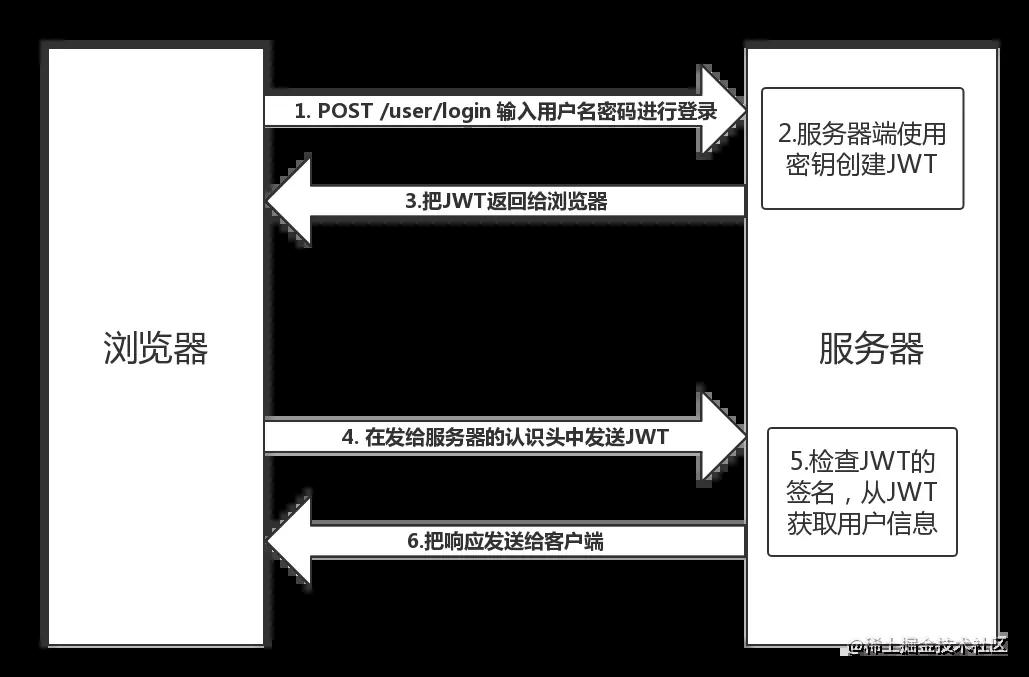 1. POST /user/login 输入用户名密码进行登录
2.服务器端使用
密钥创建JWT
3.把JWT返回给浏览器
浏览器
服务器
4. 在发给服务器的认识头中发送JWT
5.检查JWT的
签名，从JWT
获取用户信息
6.把响应发送给客户端
@稀土掘金技术社区